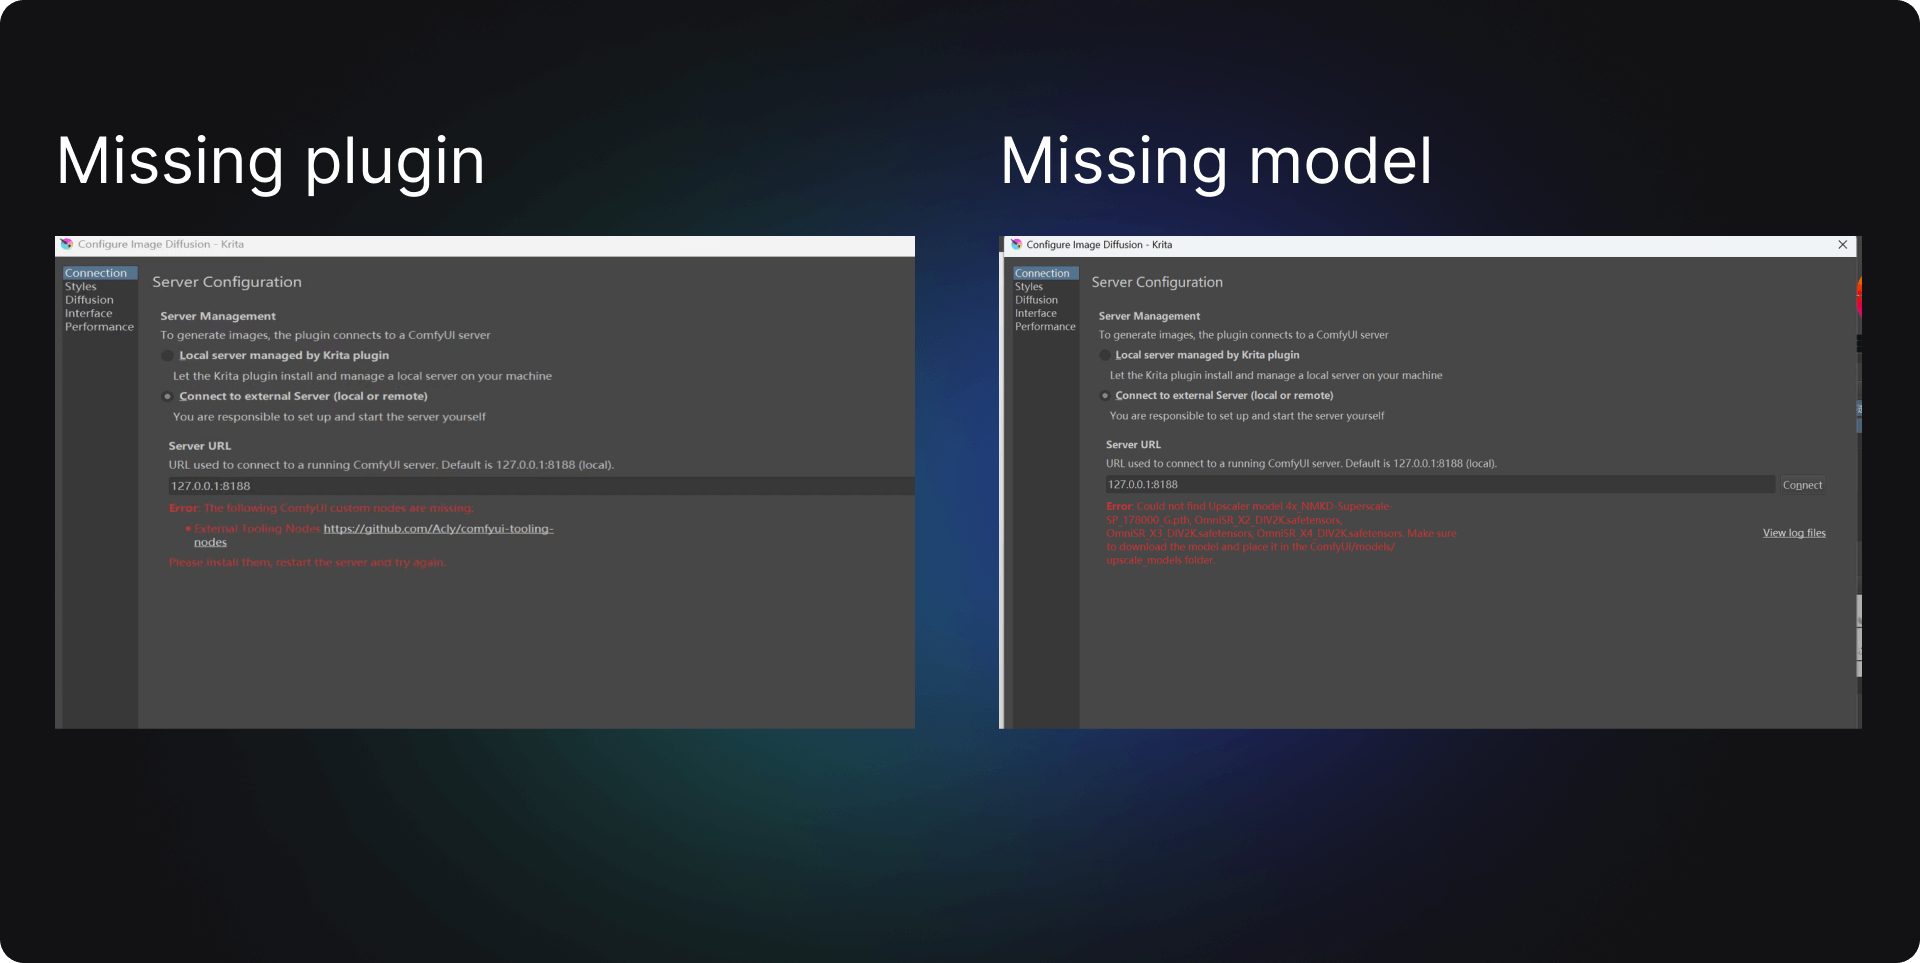 Missing plugin
Configure Image Diffusion - Krita
Connection
Styles
Diffusion
Interface
Performance
Server Configuration
Server Management
To generate images, the plugin connects to a ComfyUI server
Local server managed by Krita plugin
Let the Krita plugin install and manage a local server on your machine
Connect to external Server (local or remote)
You are responsible to set up and start the server yourself
Server URL
URL used to connect to a running ComfyUI server. Default is 127.0.0.1:8188 (local).
127.0.0.1:8188
Error: The following ComfyUI custom nodes are missing:
• External Tooling Nodes https://github.com/Acly/comfyui-tooling-
nodes
Please install them, restart the server and try again.
Missing model
Configure Image Diffusion - Krita
Connection
Styles
Diffusion
Interface
Performance
Server Configuration
Server Management
To generate images, the plugin connects to a ComfyUI server
Local server managed by Krita plugin
Let the Krita plugin install and manage a local server on your machine
Connect to external Server (local or remote)
You are responsible to set up and start the server yourself
Server URL
URL used to connect to a running ComfyUI server. Default is 127.0.0.1:8188 (local).
127.0.0.1:8188
Connect
Error: Could not find Upscaler model 4x_NMKD-Superscale-
SP_178000_G.pth, OmniSR_X2_DIV2K.safetensors,
OmniSR_X3_DIV2K.safetensors, OmniSR_X4_DIV2K.safetensors. Make sure
to download the model and place it in the ComfyUI/models/
upscale_models folder.
View log files